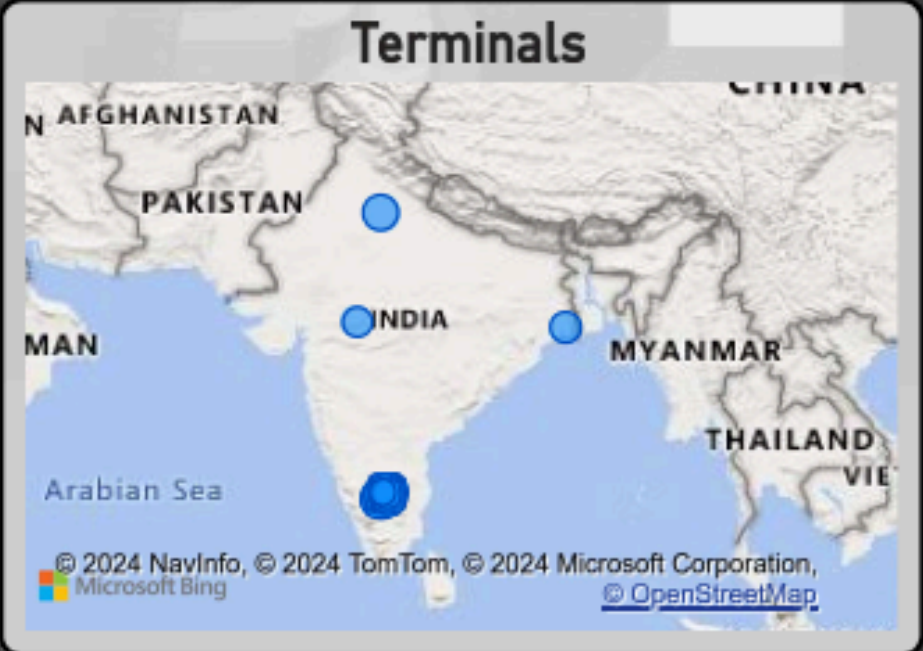 Terminals
CHINA
N AFGHANISTAN
PAKISTAN
INDIA
MAN
MYANMAR
THAILAND
VIE
Arabian Sea
© 2024 NavInfo, © 2024 TomTom, © 2024 Microsoft Corporation,
Microsoft Bing
© OpenStreetMap